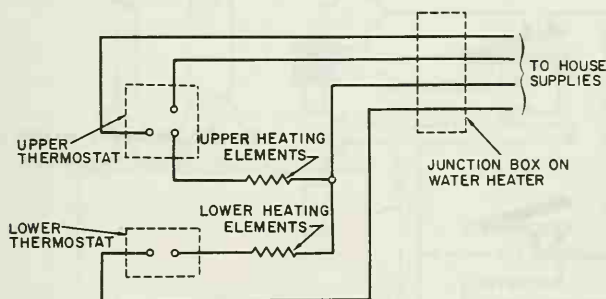 TO HOUSE
SUPPLIES
UPPER
THERMOSTAT
UPPER HEATING
ELEMENTS
JUNCTION BOX ON
WATER HEATER
LOWER
THERMOSTAT
LOWER HEATING
ELEMENTS